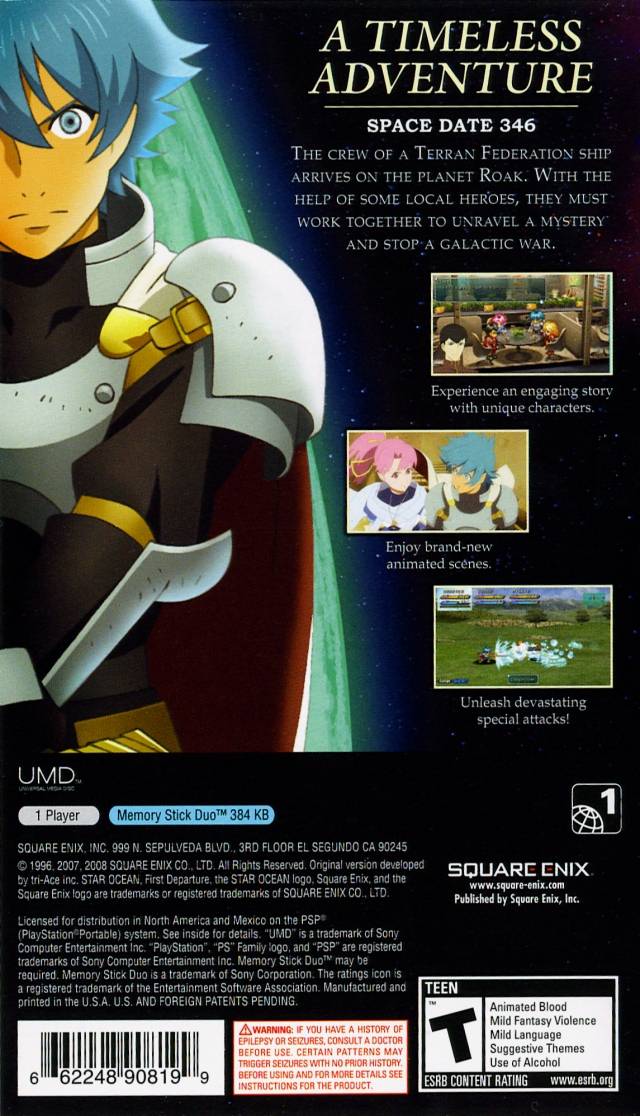 A TIMELESS
ADVENTURE
SPACE DATE 346
THE CREW OF A TERRAN FEDERATION SHIP
ARRIVES ON THE PLANET ROAK. WITH THE
HELP OF SOME LOCAL HEROES, THEY MUST
WORK TOGETHER TO UNRAVEL A MYSTERY
AND STOP A GALACTIC WAR.
Experience an engaging story
with unique characters.
Enjoy brand-new
animated scenes.
Unleash devastating
special attacks!
UMD™
UNIVERSAL MEDIA DISC
1 Player
Memory Stick Duo™ 384 KB
1
SQUARE ENIX, INC. 999 N. SEPULVEDA BLVD., 3RD FLOOR EL SEGUNDO CA 90245
© 1996, 2007, 2008 SQUARE ENIX CO., LTD. All Rights Reserved. Original version developed
by tri-Ace Inc. STAR OCEAN, First Departure, the STAR OCEAN logo, Square Enix, and the
Square Enix logo are trademarks or registered trademarks of SQUARE ENIX CO., LTD.
SQUARE ENIX.
www.square-enix.com
Published by Square Enix, Inc.
Licensed for distribution in North America and Mexico on the PSP®
(PlayStation®Portable) system. See inside for details. "UMD" is a trademark of Sony
Computer Entertainment Inc. "PlayStation", "PS" Family logo, and "PSP" are registered
trademarks of Sony Computer Entertainment Inc. Memory Stick Duo™ may be
required. Memory Stick Duo is a trademark of Sony Corporation. The ratings icon is
a registered trademark of the Entertainment Software Association. Manufactured and
printed in the U.S.A. U.S. AND FOREIGN PATENTS PENDING.
6 62248 90819 9
WARNING: IF YOU HAVE A HISTORY OF
EPILEPSY OR SEIZURES, CONSULT A DOCTOR
BEFORE USE. CERTAIN PATTERNS MAY
TRIGGER SEIZURES WITH NO PRIOR HISTORY.
BEFORE USING AND FOR MORE DETAILS SEE
INSTRUCTIONS FOR THE PRODUCT.
TEEN
T
™
Animated Blood
Mild Fantasy Violence
Mild Language
Suggestive Themes
Use of Alcohol
ESRB CONTENT RATING www.esrb.org